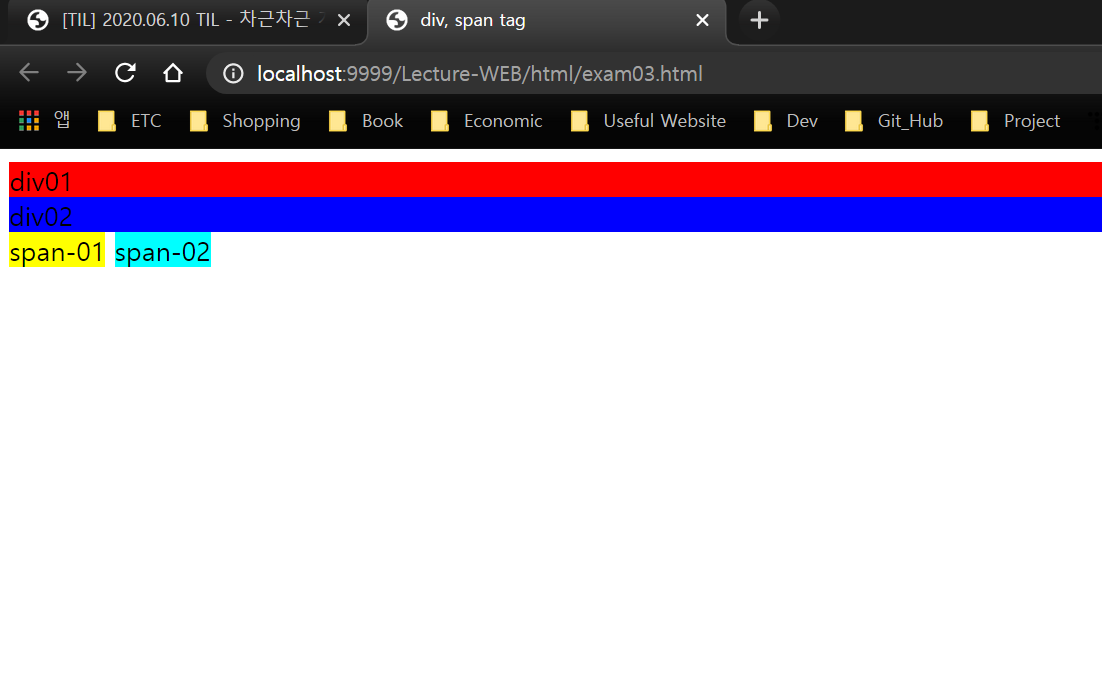 [TIL] 2020.06.10 TIL - 차근차근
div, span tag
localhost:9999/Lecture-WEB/html/exam03.html
앱 ETC Shopping Book Economic Useful Website Dev Git_Hub Project
div01
div02
span-01 span-02